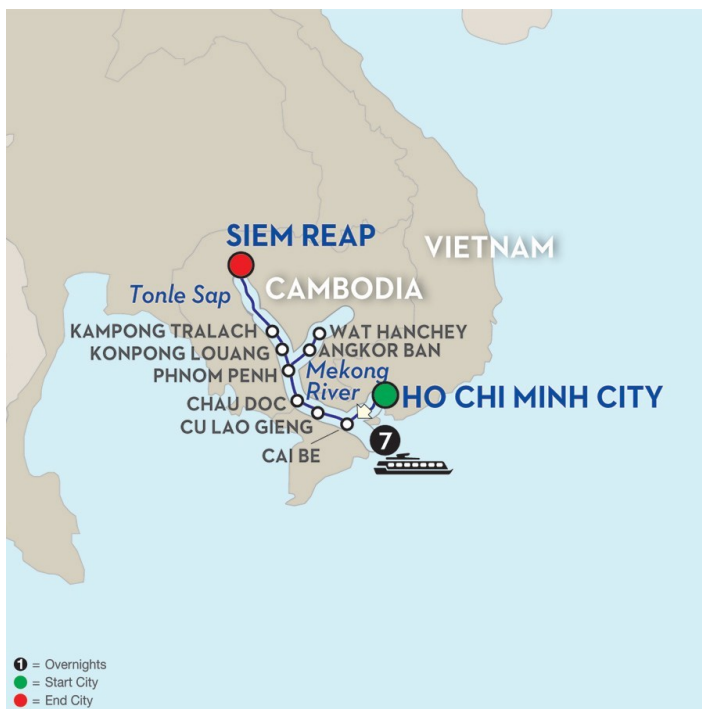 SIEM REAP
VIETNAM
Tonle Sap
CAMBODIA
KAMPONG TRALACH
WAT HANCHEY
KONPONG LOUANG
ANGKOR BAN
PHNOM PENH
Mekong
River
HO CHI MINH CITY
CHAU DOC
CU LAO GIENG
CAI BE
7
1 = Overnights
= Start City
= End City